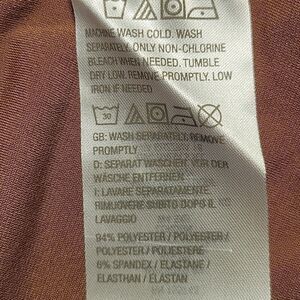 MACHINE WASH COLD. WASH
SEPARATELY. ONLY NON-CHLORINE
BLEACH WHEN NEEDED. TUMBLE
DRY LOW. REMOVE PROMPTLY. LOW
IRON IF NEEDED
30
GB: WASH SEPARATELY, REMOVE
PROMPTLY
D: SEPARAT WASCHEN VOR DER
WÄSCHE ENTFERNEN
I: LAVARE SEPARATAMENTE
RIMUOVERE SUBITO DOPO IL
LAVAGGIO
94% POLYESTER / POLYESTER /
POLYESTER / POLIESTERE
6% SPANDEX / ELASTANE /
ELASTHAN / ELASTAN